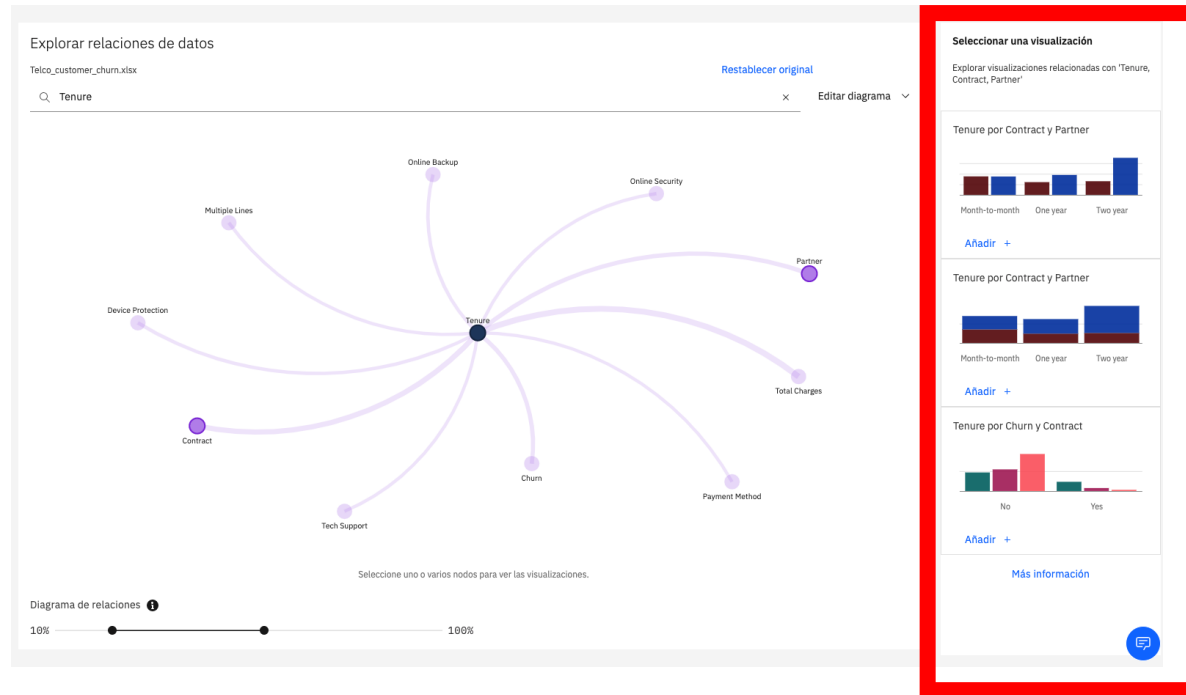 Explorar relaciones de datos
Telco_customer_churn.xlsx
Restablecer original
Tenure
×
Editar diagrama
Online Backup
Online Security
Multiple Lines
Partner
Device Protection
Tenure
Total Charges
Contract
Churn
Payment Method
Tech Support
Seleccione uno o varios nodos para ver las visualizaciones.
Diagrama de relaciones
10%
100%
Seleccionar una visualización
Explorar visualizaciones relacionadas con 'Tenure,
Contract, Partner'
Tenure por Contract y Partner
Month-to-month One year Two year
Añadir +
Tenure por Contract y Partner
Month-to-month One year Two year
Añadir +
Tenure por Churn y Contract
No Yes
Añadir +
Más información